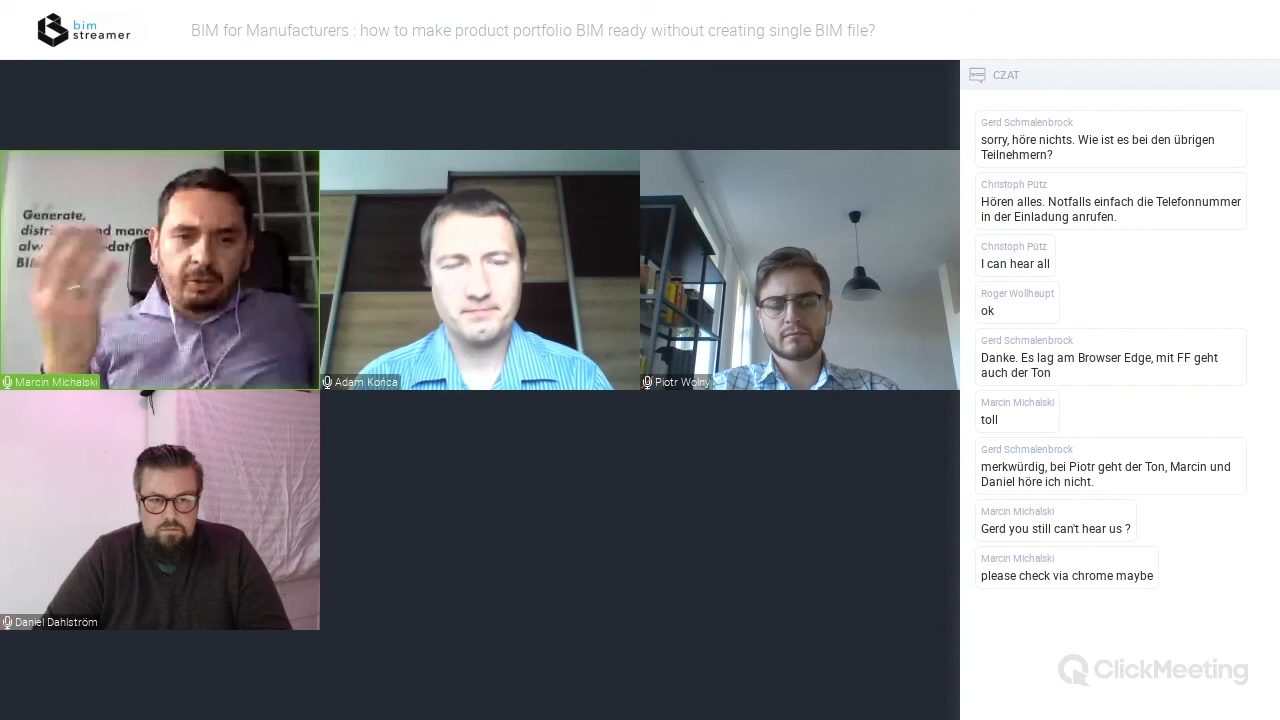 bim
streamer
BIM for Manufacturers : how to make product portfolio BIM ready without creating single BIM file?
CZAT
Generate,
and
BIM
Marcin Michalski
Adam Końca
Piotr Wolny
Daniel Dahlström
Gerd Schmalenbrock
sorry, höre nichts. Wie ist es bei den übrigen
Teilnehmern?
Christoph Pütz
Hören alles. Notfalls einfach die Telefonnummer
in der Einladung anrufen.
Christoph Pütz
I can hear all
Roger Wollhaupt
ok
Gerd Schmalenbrock
Danke. Es lag am Browser Edge, mit FF geht
auch der Ton
Marcin Michalski
toll
Gerd Schmalenbrock
merkwürdig, bei Piotr geht der Ton, Marcin und
Daniel höre ich nicht.
Marcin Michalski
Gerd you still can't hear us ?
Marcin Michalski
please check via chrome maybe
ClickMeeting